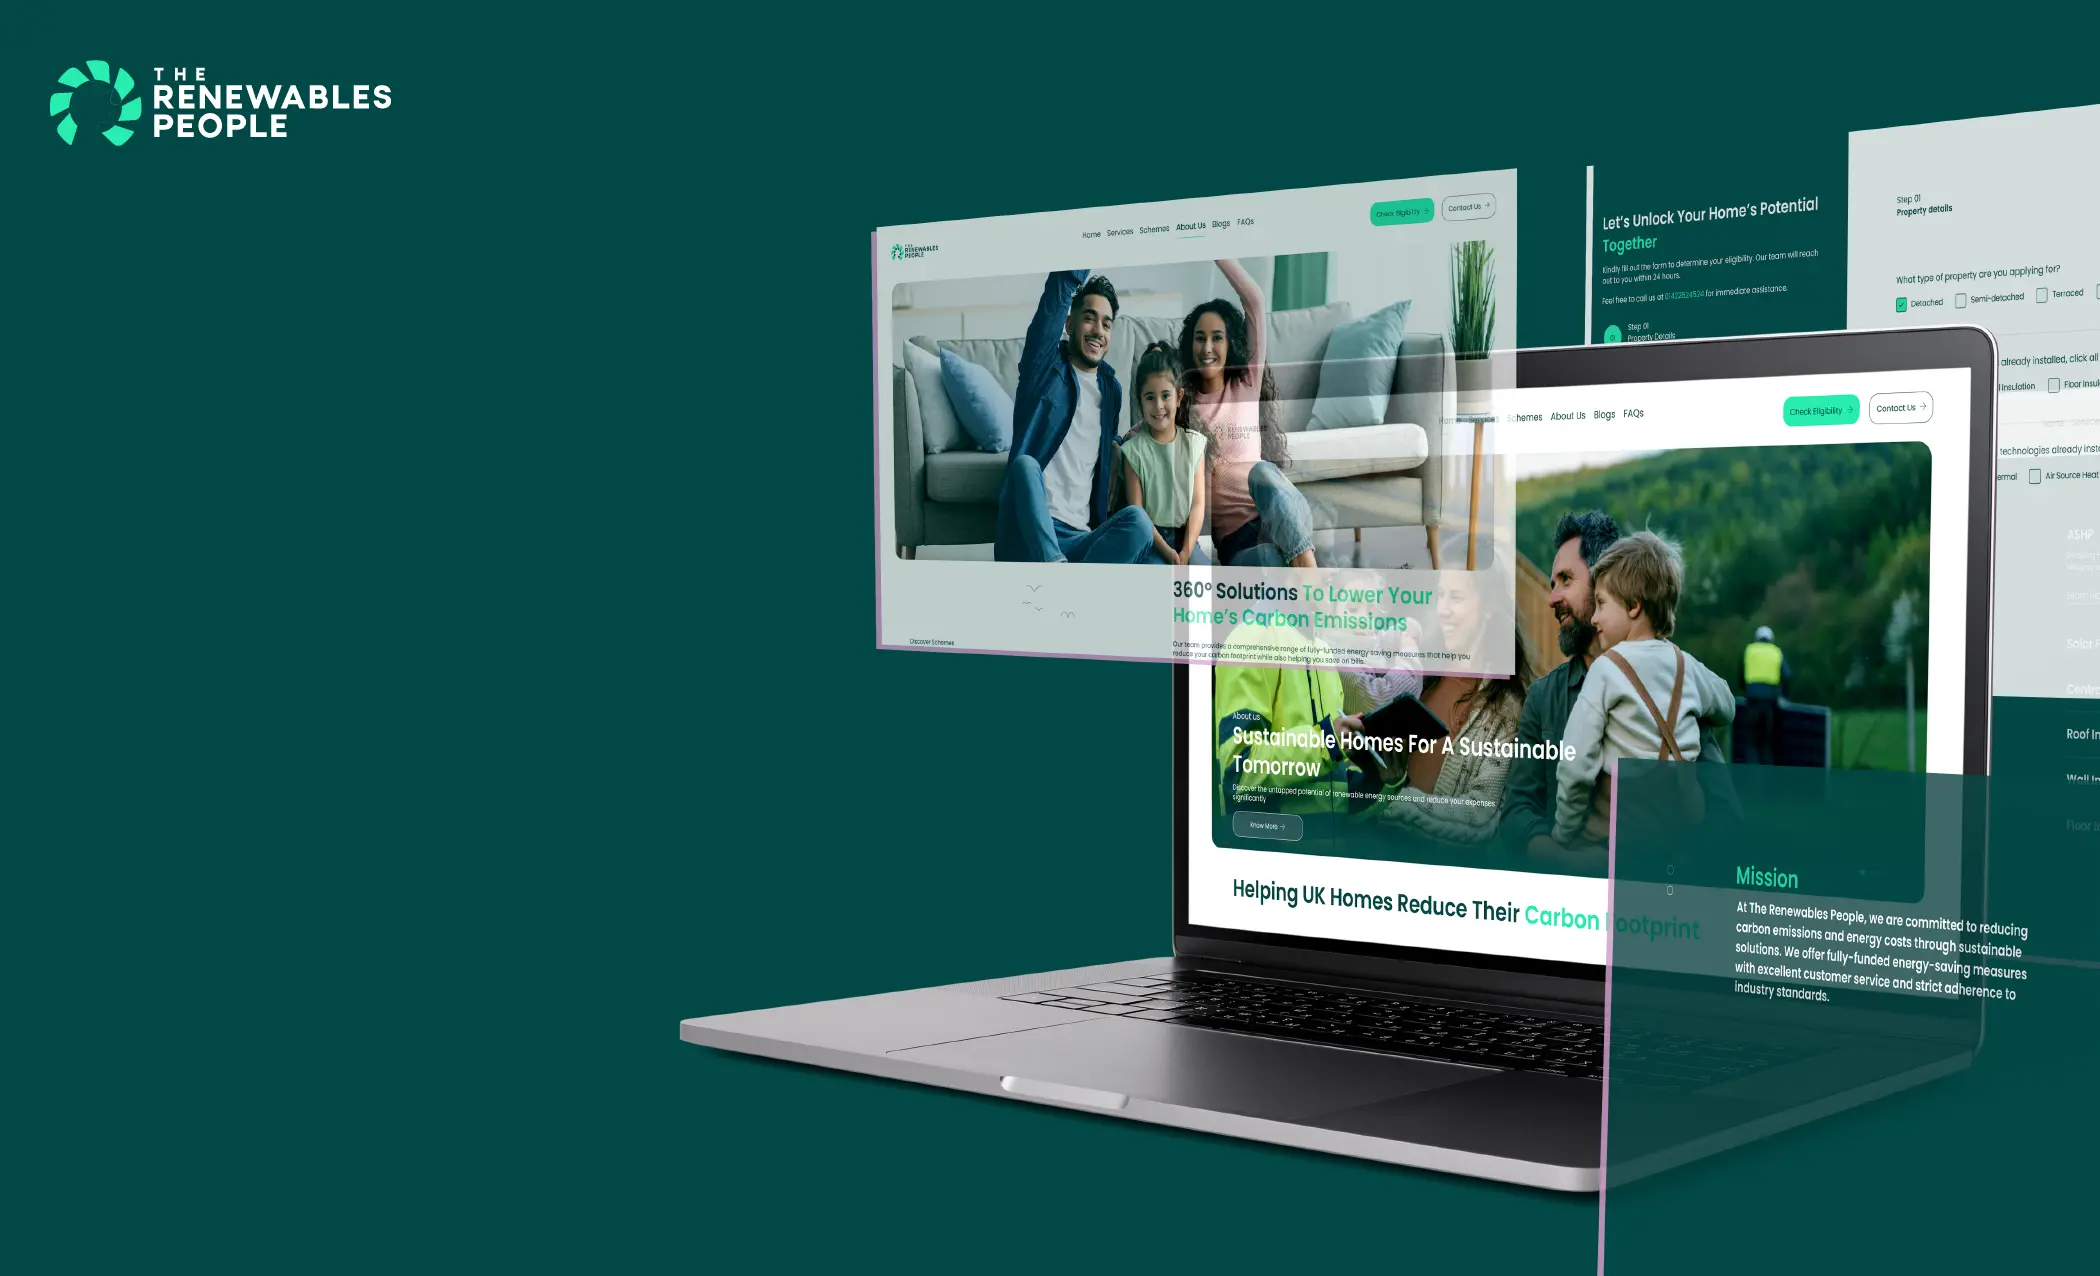 THE
RENEWABLES
PEOPLE
THE
RENEWABLES
PEOPLE
Home Services Schemes About Us Blogs FAQs
Check Eligibility
Contact Us
360° Solutions To Lower Your
Home's Carbon Emissions
Our team provides a comprehensive range of fully-funded energy saving measures that help you
reduce your carbon footprint while also helping you save on bills.
Discover Schemes
Let's Unlock Your Home's Potential
Together
Kindly fill out the form to determine your eligibility. Our team will reach
out to you within 24 hours.
Feel free to call us at 01422824524 for immediate assistance.
Step 01
Property Details
Step 01
Property details
What type of property are you applying for?
Detached Semi-detached Terraced
already installed, click all
Insulation Floor Insul
technologies already inst
ermal Air Source Heat
ASHP
Solar
Roof In
Wall In
Floor In
Home Services Schemes About Us Blogs FAQs
Check Eligibility
Contact Us
RENEWABLES
PEOPLE
About us
Sustainable Homes For A Sustainable
Tomorrow
Discover the untapped potential of renewable energy sources and reduce your expenses
significantly
Know More
Helping UK Homes Reduce Their Carbon Footprint
Mission
At The Renewables People, we are committed to reducing
carbon emissions and energy costs through sustainable
solutions. We offer fully-funded energy-saving measures
with excellent customer service and strict adherence to
industry standards.